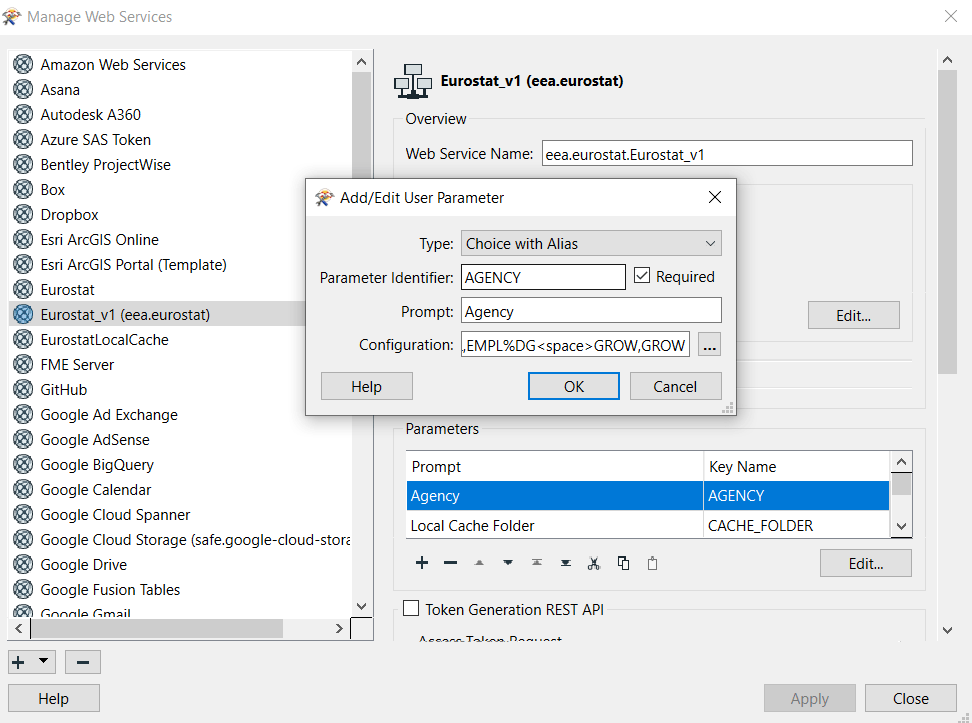 Manage Web Services
Amazon Web Services
Asana
Autodesk A360
Azure SAS Token
Bentley ProjectWise
Box
Dropbox
Esri ArcGIS Online
Esri ArcGIS Portal (Template)
Eurostat
Eurostat_v1 (eea.eurostat)
EurostatLocalCache
FME Server
GitHub
Google Ad Exchange
Google AdSense
Google BigQuery
Google Calendar
Google Cloud Spanner
Google Cloud Storage (safe.google-cloud-stora
Google Drive
Google Fusion Tables
Google Gmail
Help
Eurostat_v1 (eea.eurostat)
Overview
Web Service Name: eea.eurostat.Eurostat_v1
Edit...
Add/Edit User Parameter
Type: Choice with Alias
Parameter Identifier: AGENCY Required
Prompt: Agency
Configuration: ,EMPL%DG<space>GROW,GROW ...
Help OK Cancel
Parameters
Prompt Key Name
Agency AGENCY
Local Cache Folder CACHE_FOLDER
Edit...
Token Generation REST API
Access Token Request
Apply Close